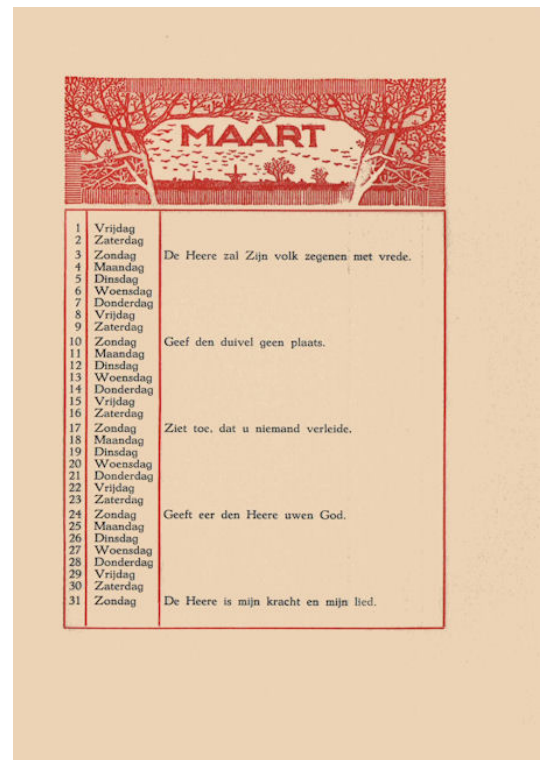 MAART
1 Vrijdag
2 Zaterdag
3 Zondag De Heere zal Zijn volk zegenen met vrede.
4 Maandag
5 Dinsdag
6 Woensdag
7 Donderdag
8 Vrijdag
9 Zaterdag
10 Zondag Geef den duivel geen plaats.
11 Maandag
12 Dinsdag
13 Woensdag
14 Donderdag
15 Vrijdag
16 Zaterdag
17 Zondag Ziet toe, dat u niemand verleide.
18 Maandag
19 Dinsdag
20 Woensdag
21 Donderdag
22 Vrijdag
23 Zaterdag
24 Zondag Geeft eer den Heere uwen God.
25 Maandag
26 Dinsdag
27 Woensdag
28 Donderdag
29 Vrijdag
30 Zaterdag
31 Zondag De Heere is mijn kracht en mijn lied.